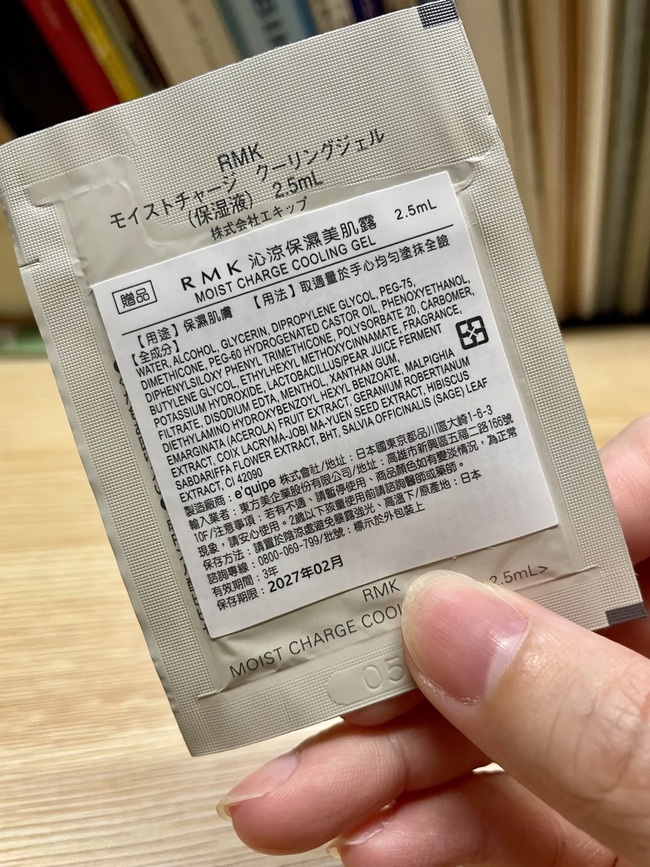 RMK
モイストチャージ クーリングジェル
(保湿液) 2.5mL
株式会社エキップ
贈品
RMK 沁涼保濕美肌露 2.5mL
MOIST CHARGE COOLING GEL
【用途】保濕肌膚 【用法】取適量於手心均勻塗抹全臉
【全成分】
WATER, ALCOHOL, GLYCERIN, DIPROPYLENE GLYCOL, PEG-75,
DIMETHICONE, PEG-60 HYDROGENATED CASTOR OIL, PHENOXYETHANOL,
DIPHENYLSILOXY PHENYL TRIMETHICONE, POLYSORBATE 20, CARBOMER,
BUTYLENE GLYCOL, ETHYLHEXYL METHOXYCINNAMATE, FRAGRANCE,
POTASSIUM HYDROXIDE, LACTOBACILLUS/PEAR JUICE FERMENT
FILTRATE, DISODIUM EDTA, MENTHOL, XANTHAN GUM,
DIETHYLAMINO HYDROXYBENZOYL HEXYL BENZOATE, MALPIGHIA
EMARGINATA (ACEROLA) FRUIT EXTRACT, GERANIUM ROBERTIANUM
EXTRACT, COIX LACRYMA-JOBI MA-YUEN SEED EXTRACT, HIBISCUS
SABDARIFFA FLOWER EXTRACT, BHT, SALVIA OFFICINALIS (SAGE) LEAF
EXTRACT, CI 42090
製造廠商：e'quipe 株式會社/地址：日本國東京都品川區大崎1-6-3
輸入業者：東方美企業股份有限公司/地址：高雄市新興區五福二路166號
10F/注意事項：若有不適、請暫停使用、商品顏色如有變淡情況，為正常
現象，請安心使用。2歲以下孩童使用前請諮詢醫師或藥師。
保存方法：請置於陰涼處避免暴露強光、高溫下/原產地：日本
諮詢專線：0800-069-799/批號：標示於外包裝上
有效期間：3年
保存期限：2027年02月
RMK
MOIST CHARGE COOL 2.5mL>
05